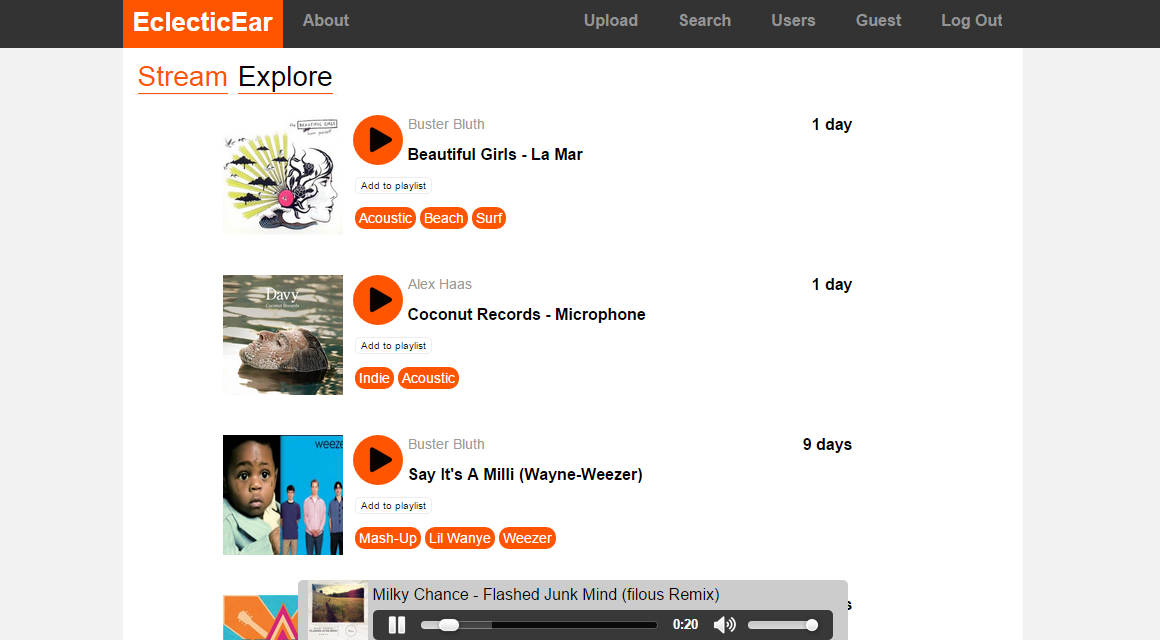 EclecticEar About Upload Search Users Guest Log Out
Stream Explore
Buster Bluth 1 day
Beautiful Girls - La Mar
Add to playlist
Acoustic Beach Surf
BEAUTIFUL GIRLS
Alex Haas 1 day
Coconut Records - Microphone
Add to playlist
Indie Acoustic
Davy
Coconut Records
Buster Bluth 9 days
Say It's A Milli (Wayne-Weezer)
Add to playlist
Mash-Up Lil Wanye Weezer
weeze
Milky Chance - Flashed Junk Mind (filous Remix)
0:20